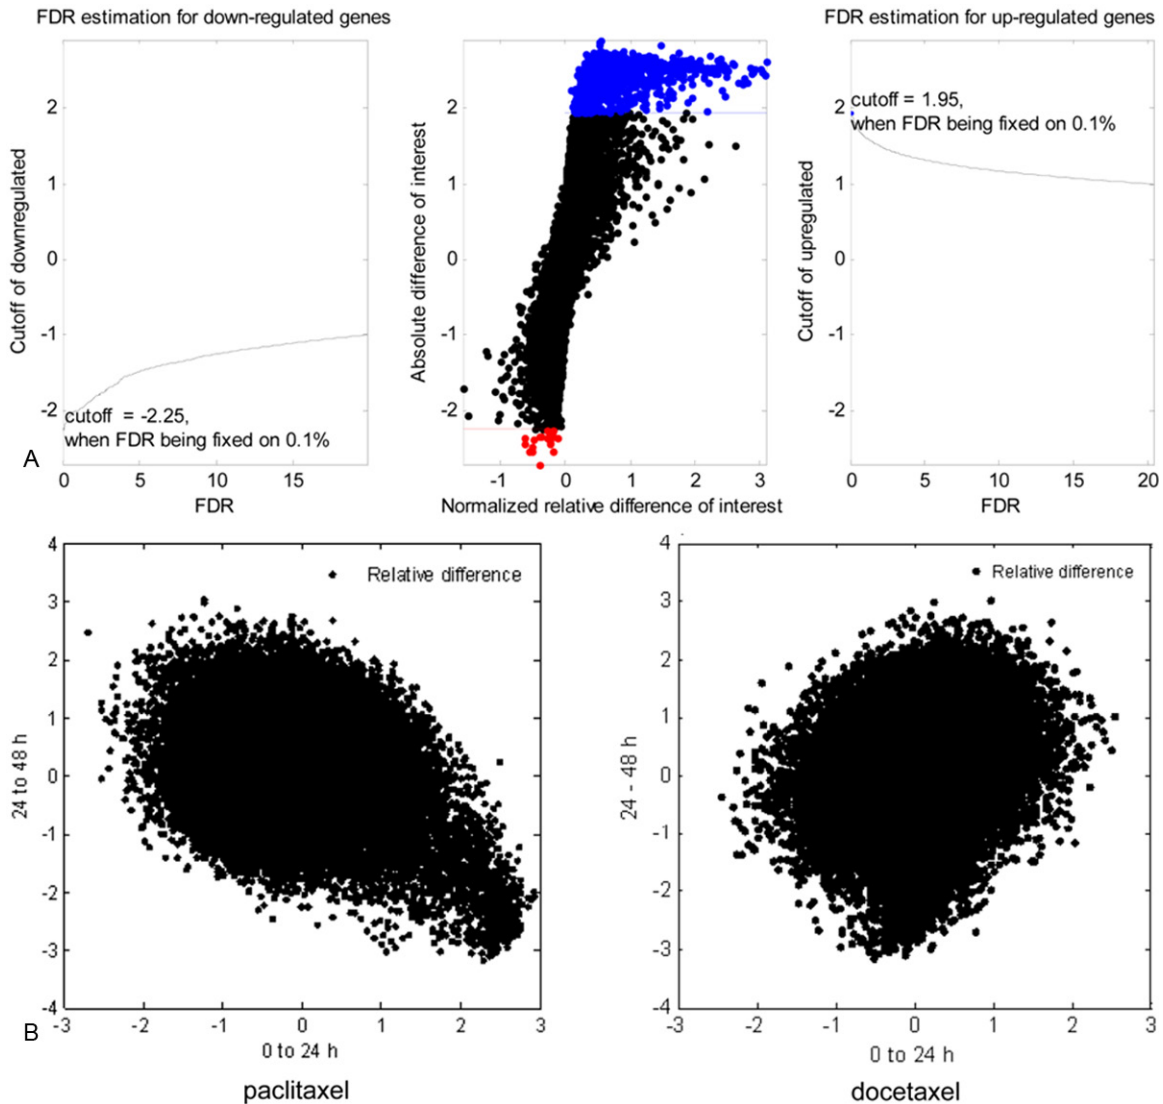 FDR estimation for down-regulated genes
FDR estimation for up-regulated genes
Cutoff of downregulated
2
1
0
-1
-2
cutoff = -2.25,
when FDR being fixed on 0.1%
0
5
10
15
FDR
Absolute difference of interest
2
1
0
-1
-2
-1
0
1
2
3
Normalized relative difference of interest
Cutoff of upregulated
2
1
0
-1
-2
cutoff = 1.95,
when FDR being fixed on 0.1%
0
5
10
15
20
FDR
A
24 to 48 h
4
3
2
1
0
-1
-2
-3
-4
Relative difference
-3
-2
-1
0
1
2
3
0 to 24 h
paclitaxel
24 - 48 h
4
3
2
1
0
-1
-2
-3
-4
Relative difference
-3
-2
-1
0
1
2
3
0 to 24 h
docetaxel
B